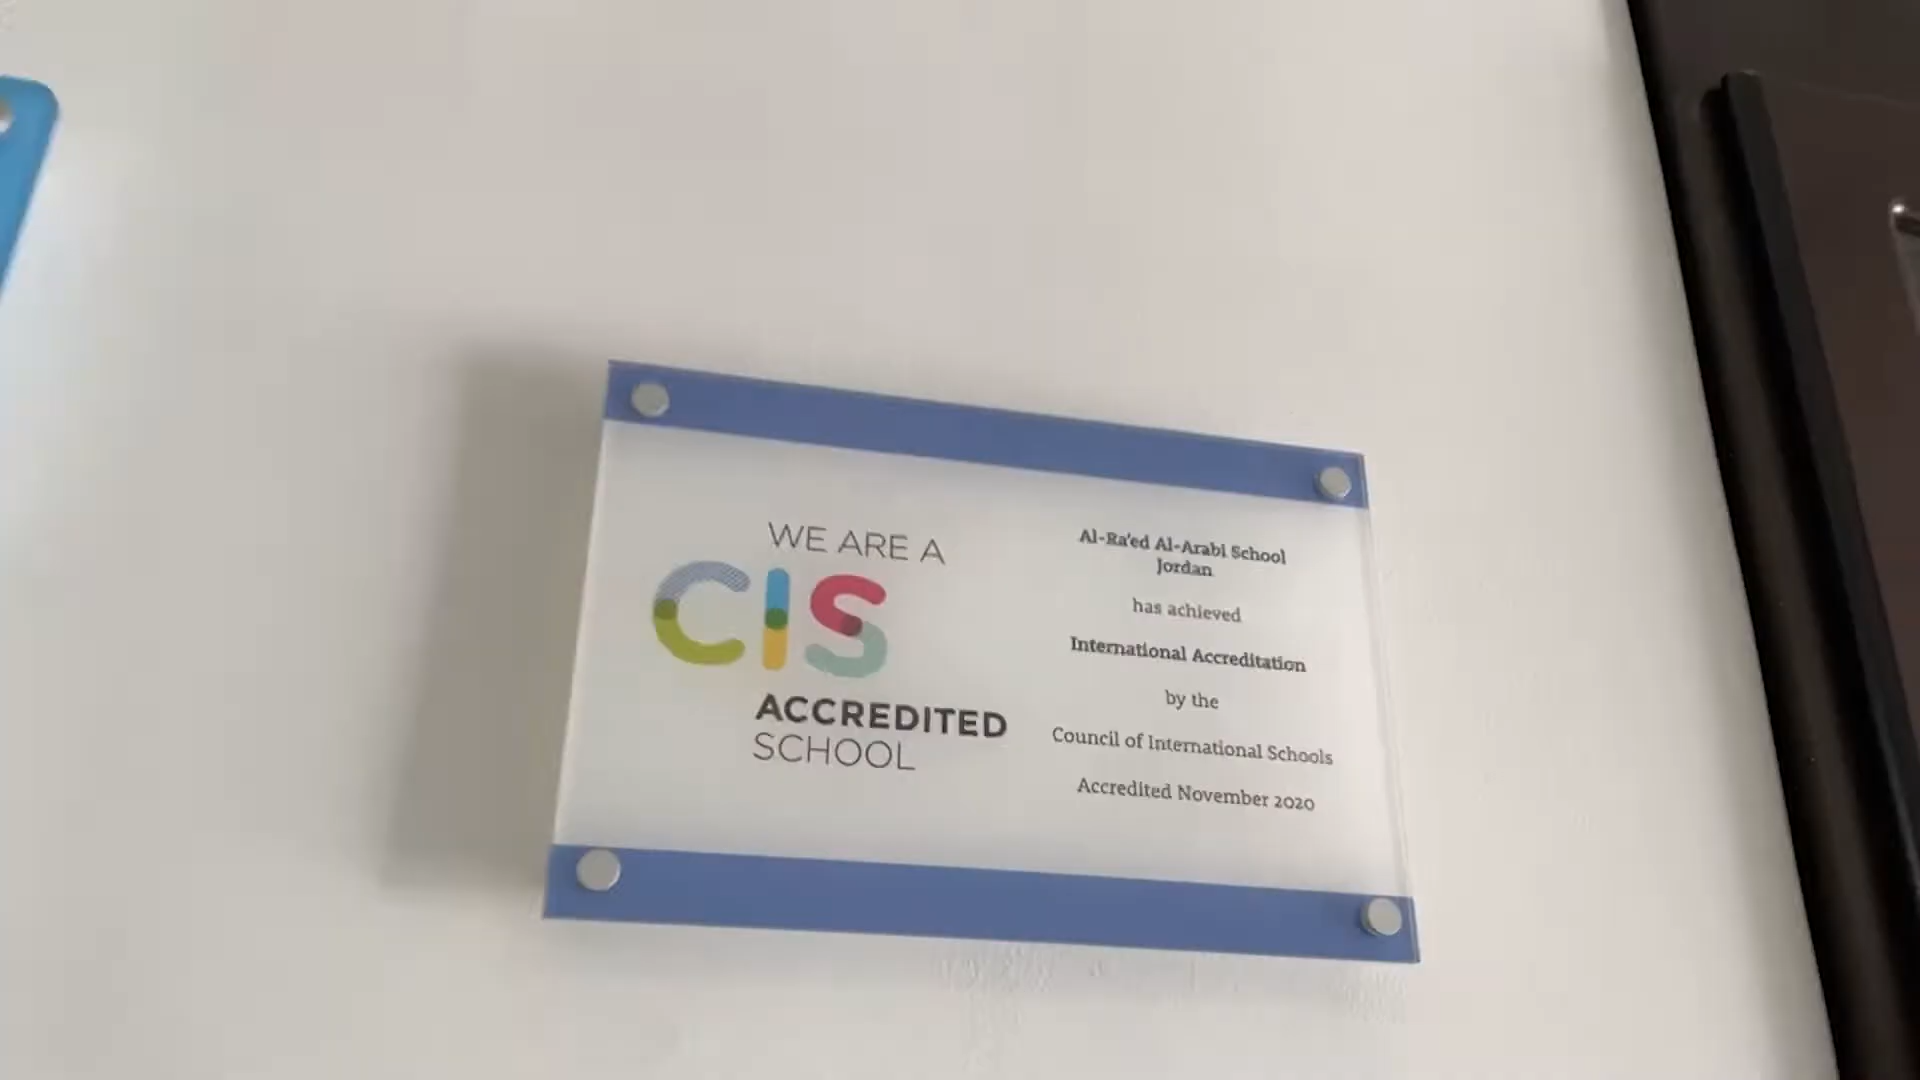 WE ARE A
CIS
ACCREDITED
SCHOOL
Al-Ra'ed Al-Arabi School
Jordan
has achieved
International Accreditation
by the
Council of International Schools
Accredited November 2020